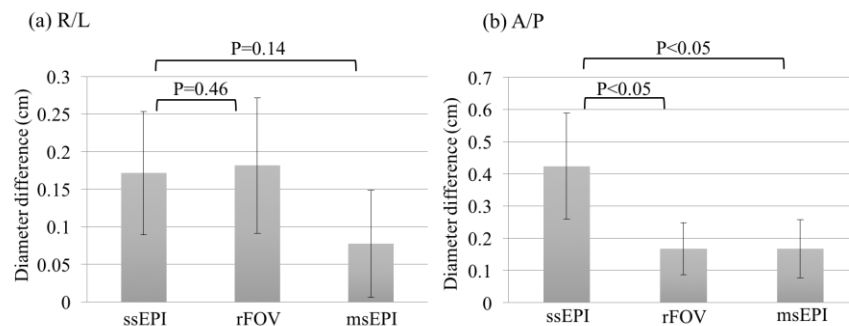 (a) R/L
P=0.14
P=0.46
Diameter difference (cm)
0.3
0.25
0.2
0.15
0.1
0.05
0
ssEPI rFOV msEPI
(b) A/P
P<0.05
P<0.05
Diameter difference (cm)
0.7
0.6
0.5
0.4
0.3
0.2
0.1
0
ssEPI rFOV msEPI